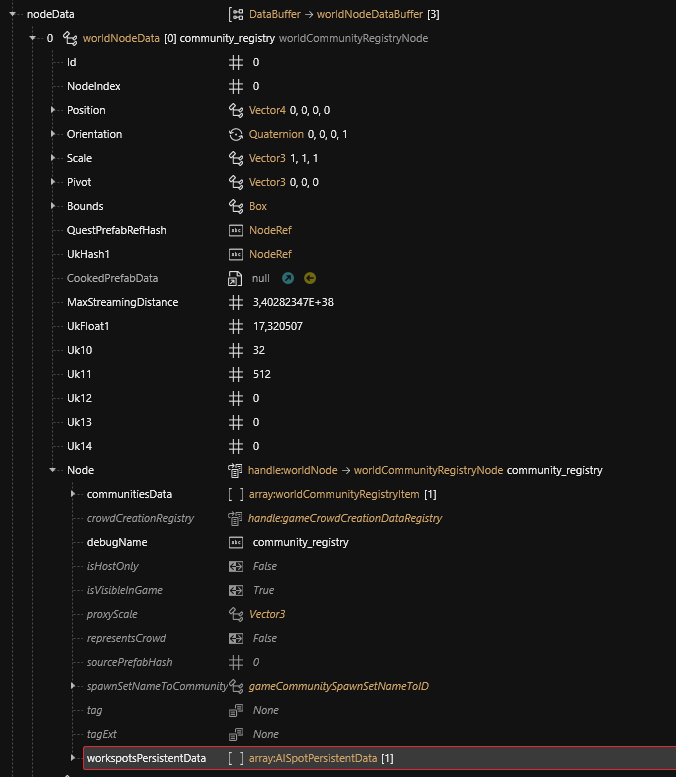 nodeData DataBuffer → worldNodeDataBuffer [3]
0 worldNodeData [0] community_registry worldCommunityRegistryNode
Id 0
NodeIndex 0
Position Vector4 0, 0, 0, 0
Orientation Quaternion 0, 0, 0, 1
Scale Vector3 1, 1, 1
Pivot Vector3 0, 0, 0
Bounds Box
QuestPrefabRefHash abc NodeRef
UkHash1 abc NodeRef
CookedPrefabData null
MaxStreamingDistance 3,40282347E+38
UkFloat1 17,320507
Uk10 32
Uk11 512
Uk12 0
Uk13 0
Uk14 0
Node handle:worldNode → worldCommunityRegistryNode community_registry
communitiesData [ ] array:worldCommunityRegistryItem [1]
crowdCreationRegistry handle:gameCrowdCreationDataRegistry
debugName abc community_registry
isHostOnly False
isVisibleInGame True
proxyScale Vector3
representsCrowd False
sourcePrefabHash 0
spawnSetNameToCommunity gameCommunitySpawnSetNameToID
tag None
tagExt None
workspotsPersistentData [ ] array:AISpotPersistentData [1]